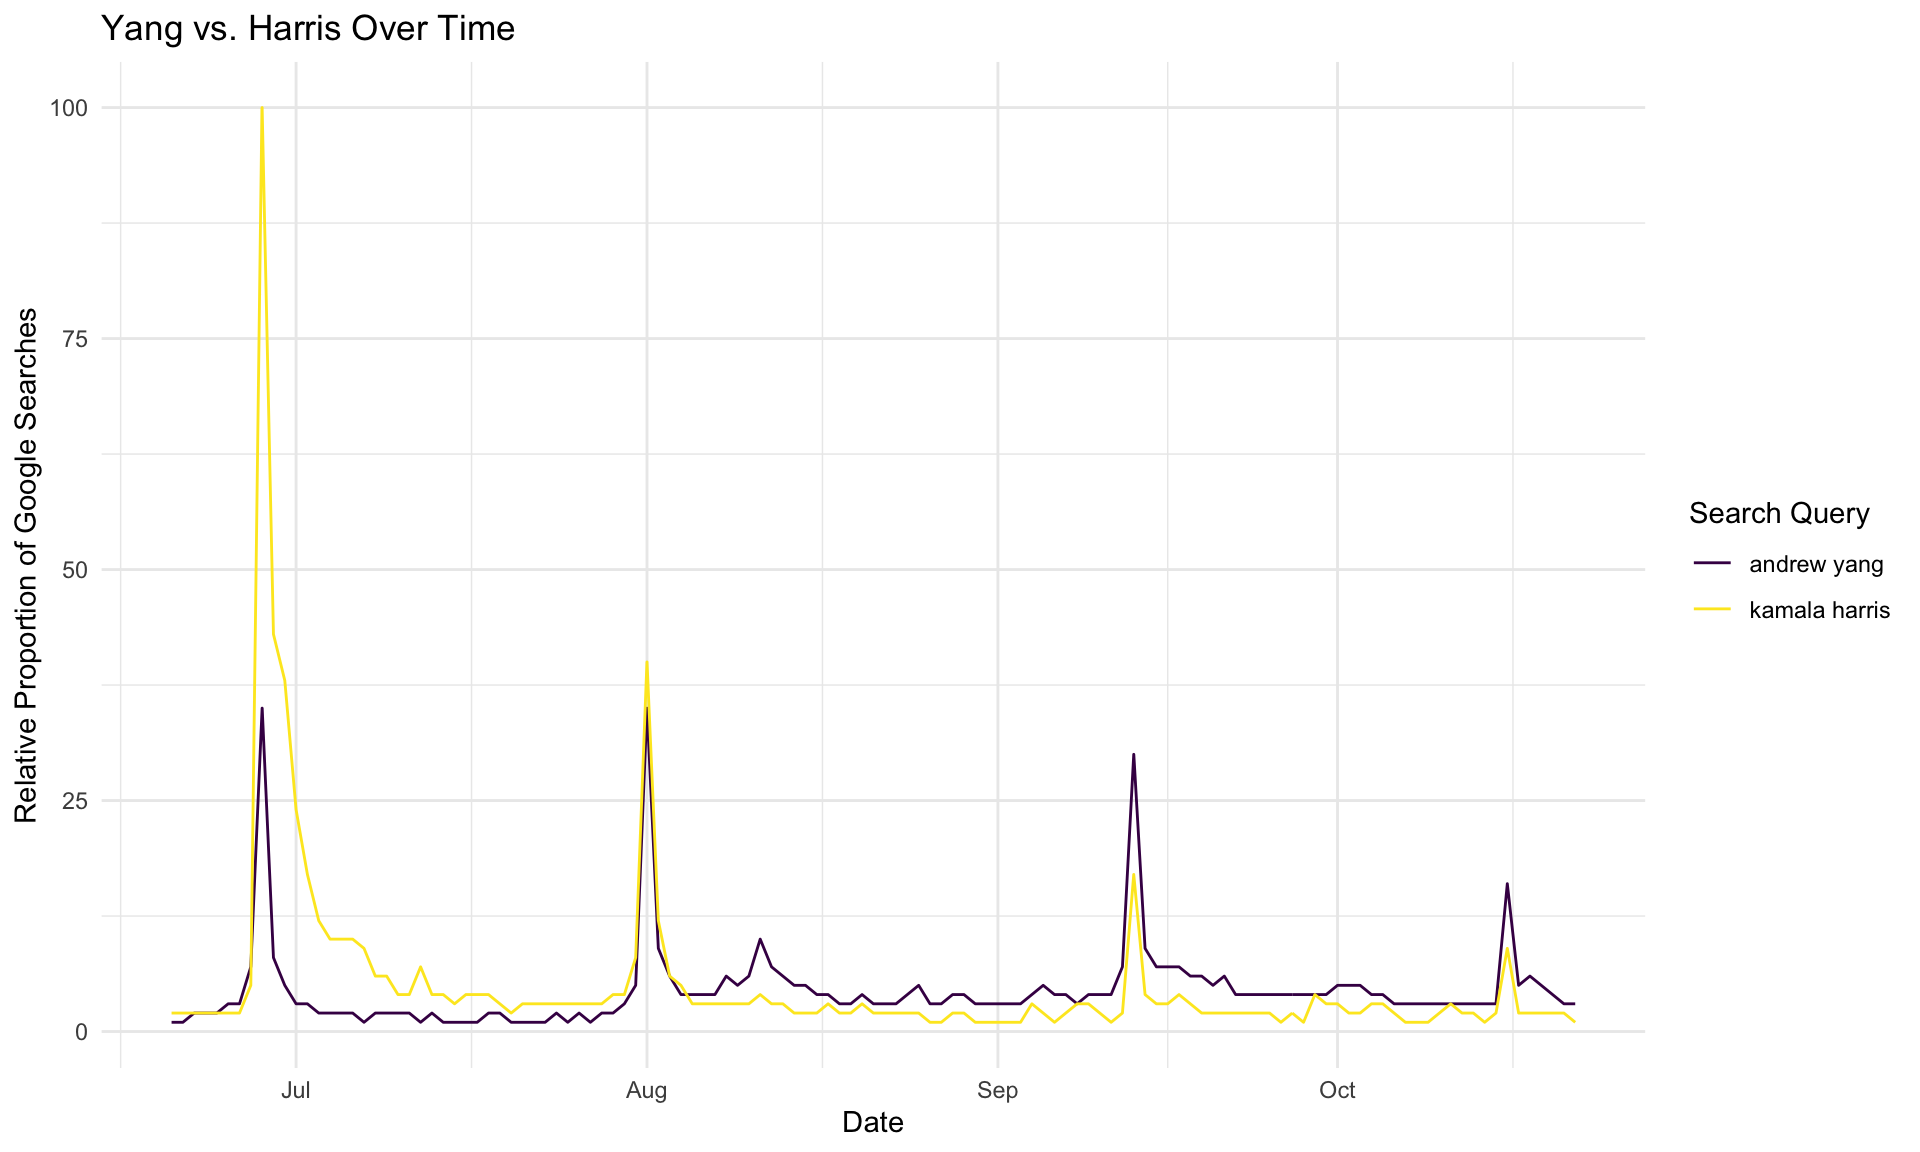 Yang vs. Harris Over Time
Relative Proportion of Google Searches
100
75
50
25
0
Jul
Aug
Sep
Oct
Date
Search Query
andrew yang
kamala harris